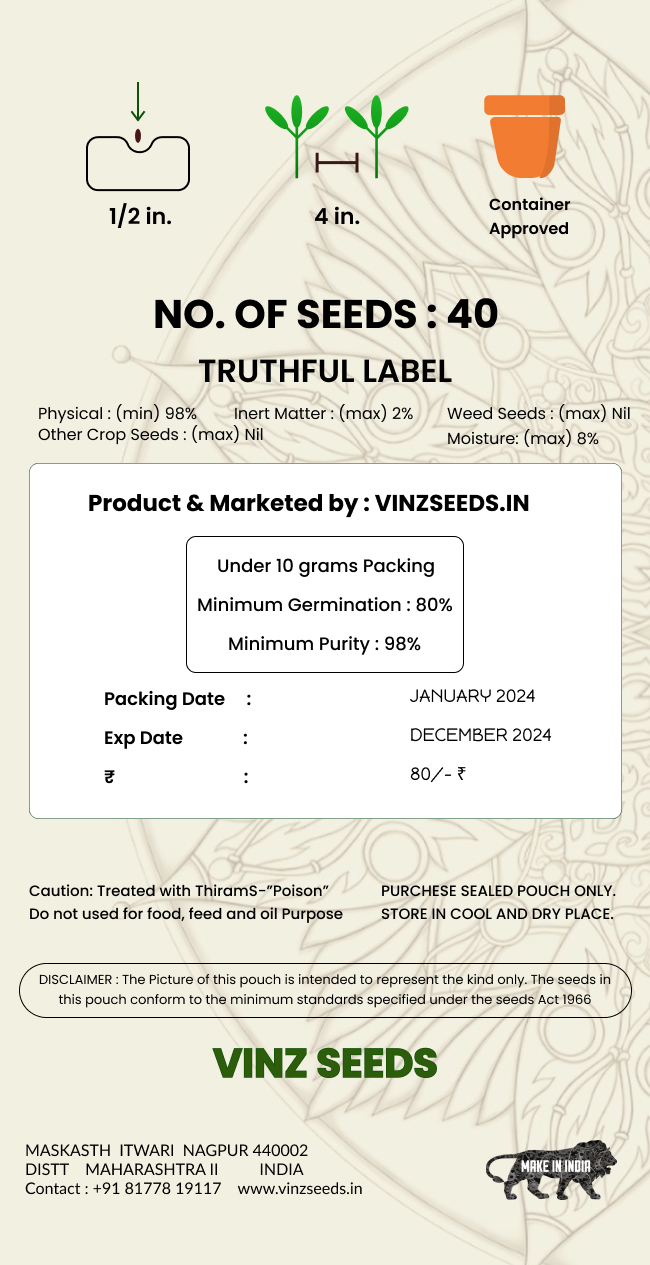 1/2 in.
4 in.
Container
Approved
NO. OF SEEDS : 40
TRUTHFUL LABEL
Physical : (min) 98% Inert Matter : (max) 2% Weed Seeds : (max) Nil
Other Crop Seeds : (max) Nil Moisture: (max) 8%
Product & Marketed by : VINZSEEDS.IN
Under 10 grams Packing
Minimum Germination : 80%
Minimum Purity : 98%
Packing Date : JANUARY 2024
Exp Date : DECEMBER 2024
₹ : 80/- ₹
Caution: Treated with ThiramS-”Poison” PURCHESE SEALED POUCH ONLY.
Do not used for food, feed and oil Purpose STORE IN COOL AND DRY PLACE.
DISCLAIMER : The Picture of this pouch is intended to represent the kind only. The seeds in
this pouch conform to the minimum standards specified under the seeds Act 1966
VINZ SEEDS
MASKASTH ITWARI NAGPUR 440002
DISTT MAHARASHTRA II INDIA
Contact : +91 81778 19117 www.vinzseeds.in
MAKE IN INDIA